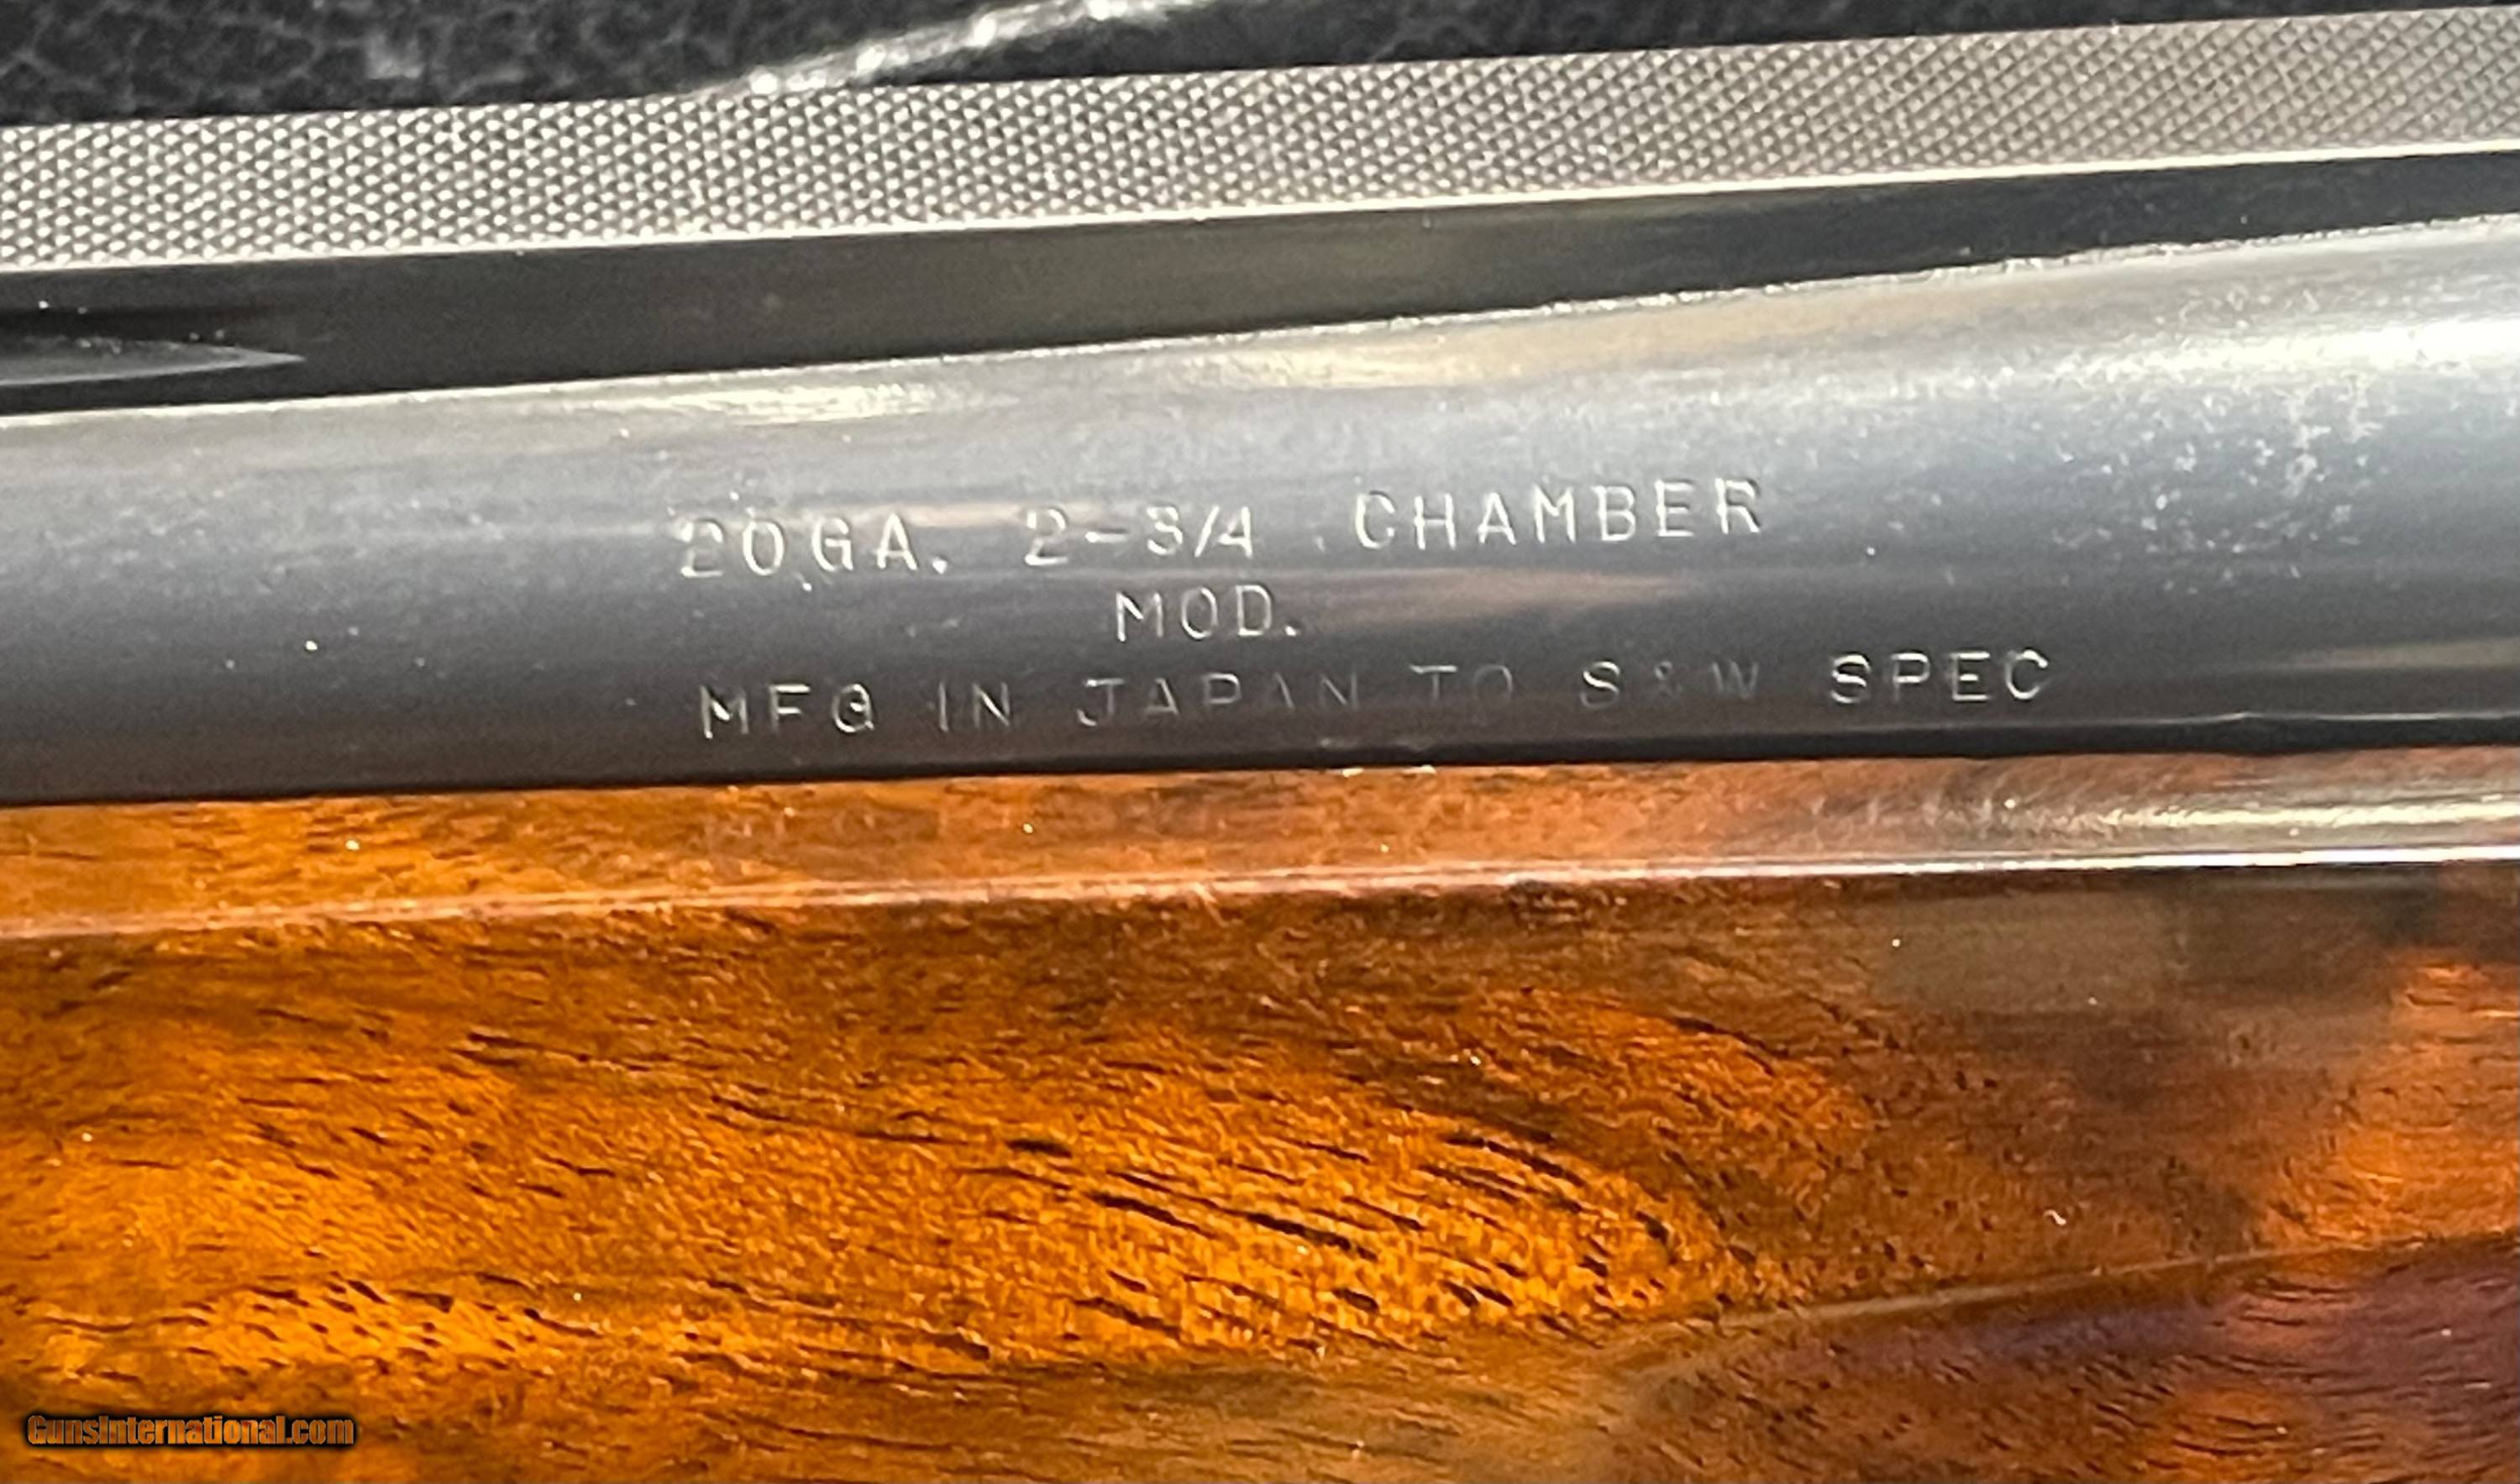 20GA. 2-3/4 CHAMBER
MOD.
MFG IN JAPAN TO S&W SPEC
GunsInternational.com